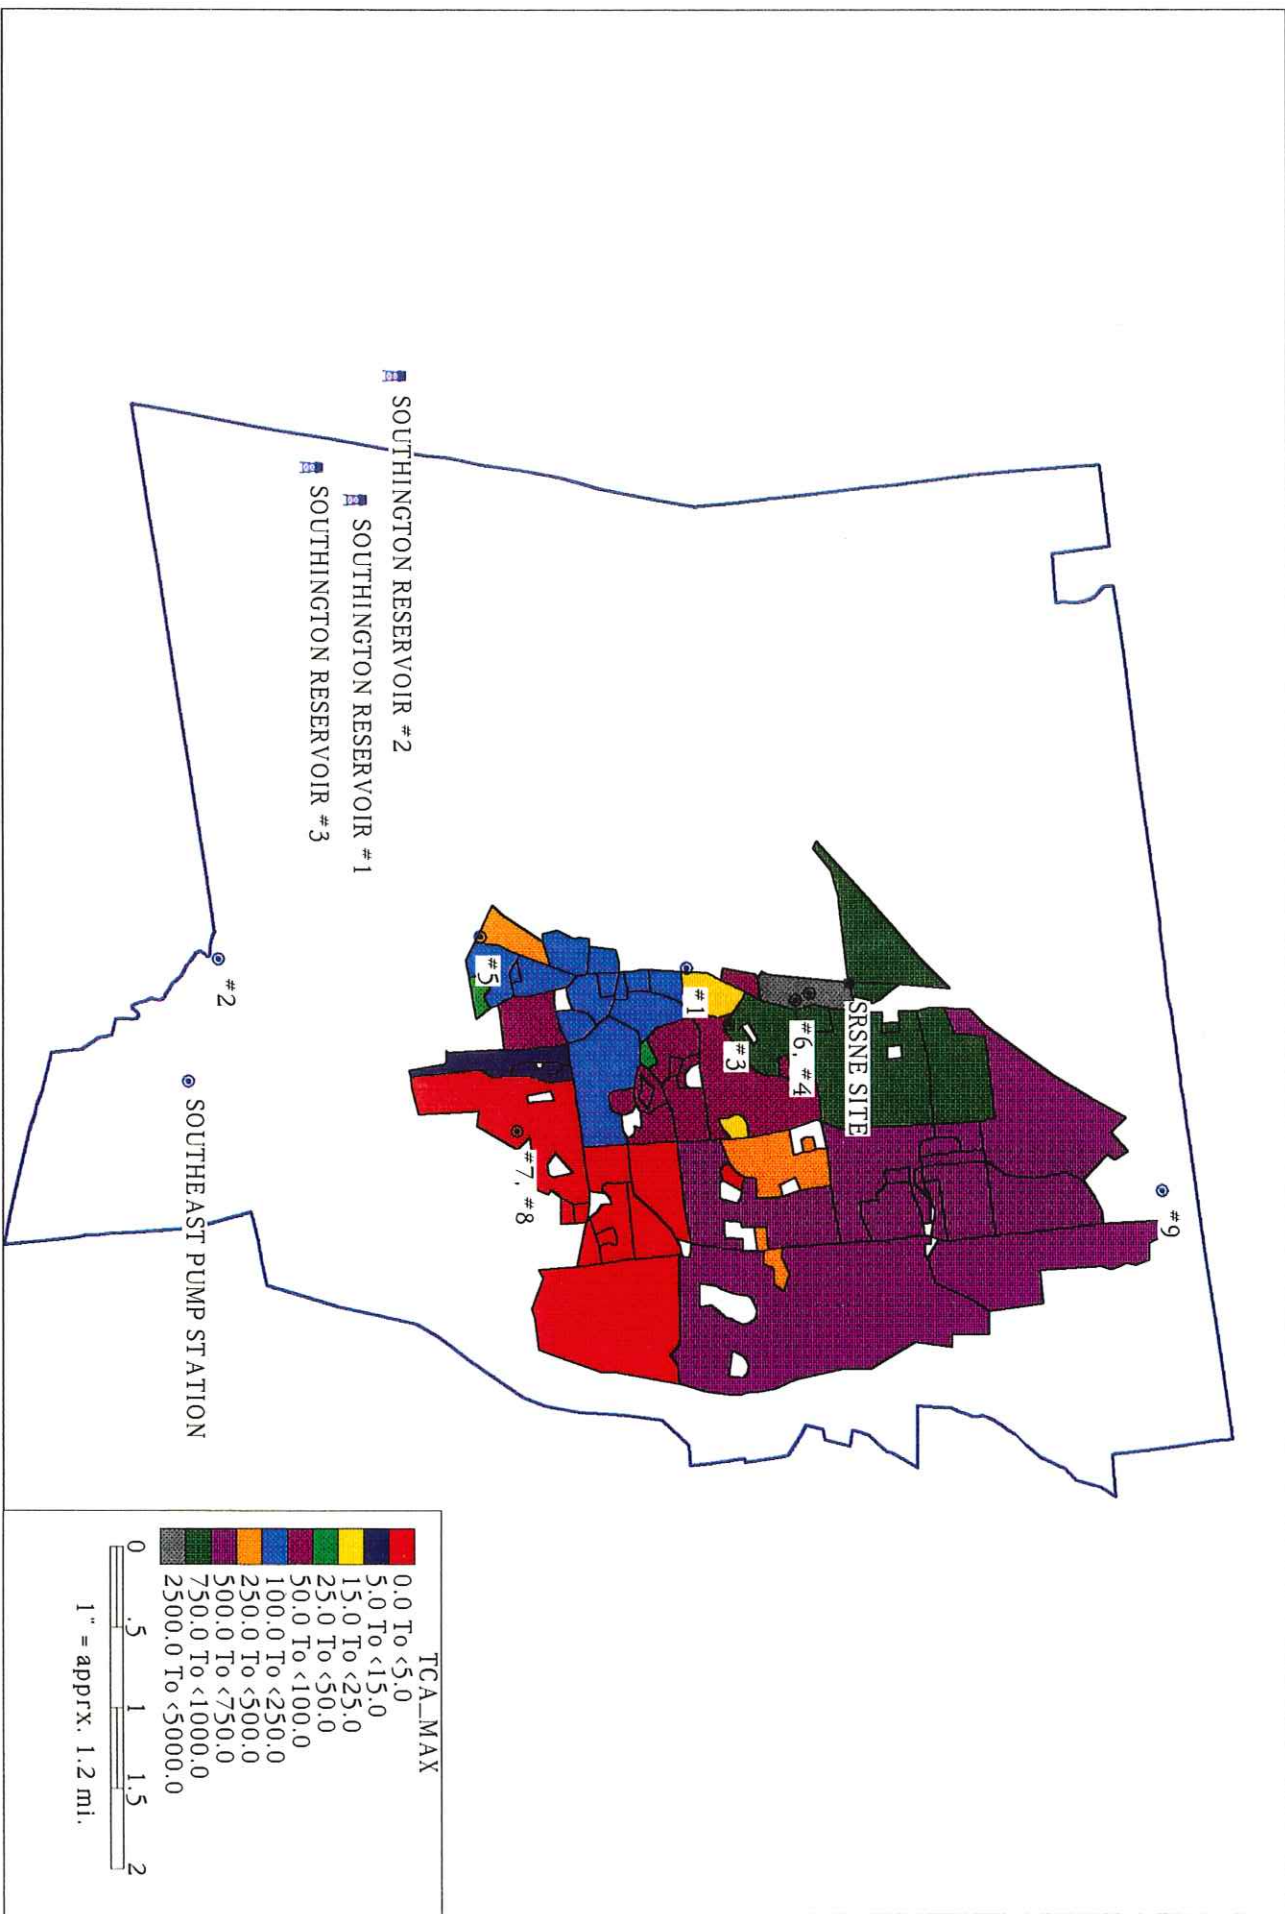 #9
SRSNE SITE
#6, #4
#3
#1
#5
#7, #8
SOUTHINGTON RESERVOIR #2
SOUTHINGTON RESERVOIR #1
SOUTHINGTON RESERVOIR #3
#2
SOUTHEAST PUMP STATION
TCA_MAX
0.0 To <5.0
5.0 To <15.0
15.0 To <25.0
25.0 To <50.0
50.0 To <100.0
100.0 To <250.0
250.0 To <500.0
500.0 To <750.0
750.0 To <1000.0
2500.0 To <5000.0
0 .5 1 1.5 2
1" = apprx. 1.2 mi.